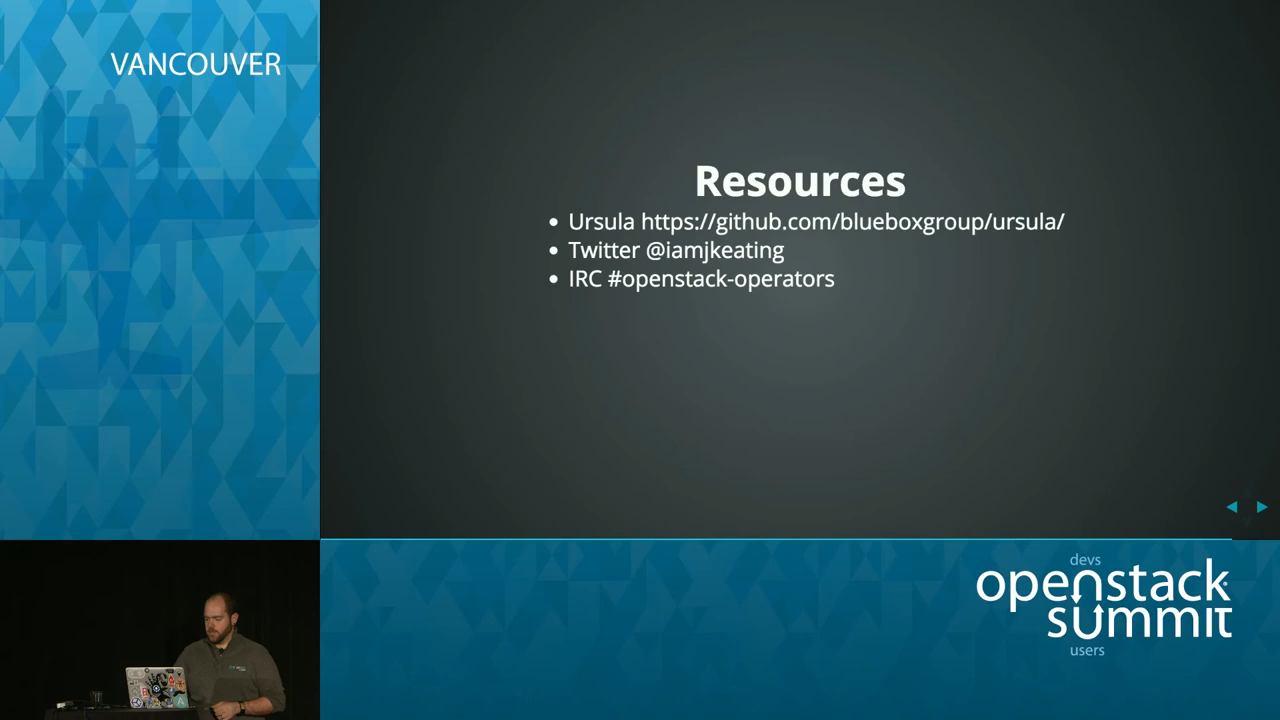 VANCOUVER
Resources
Ursula https://github.com/blueboxgroup/ursula/
Twitter @iamjkeating
IRC #openstack-operators
devs
openstack
summit
users